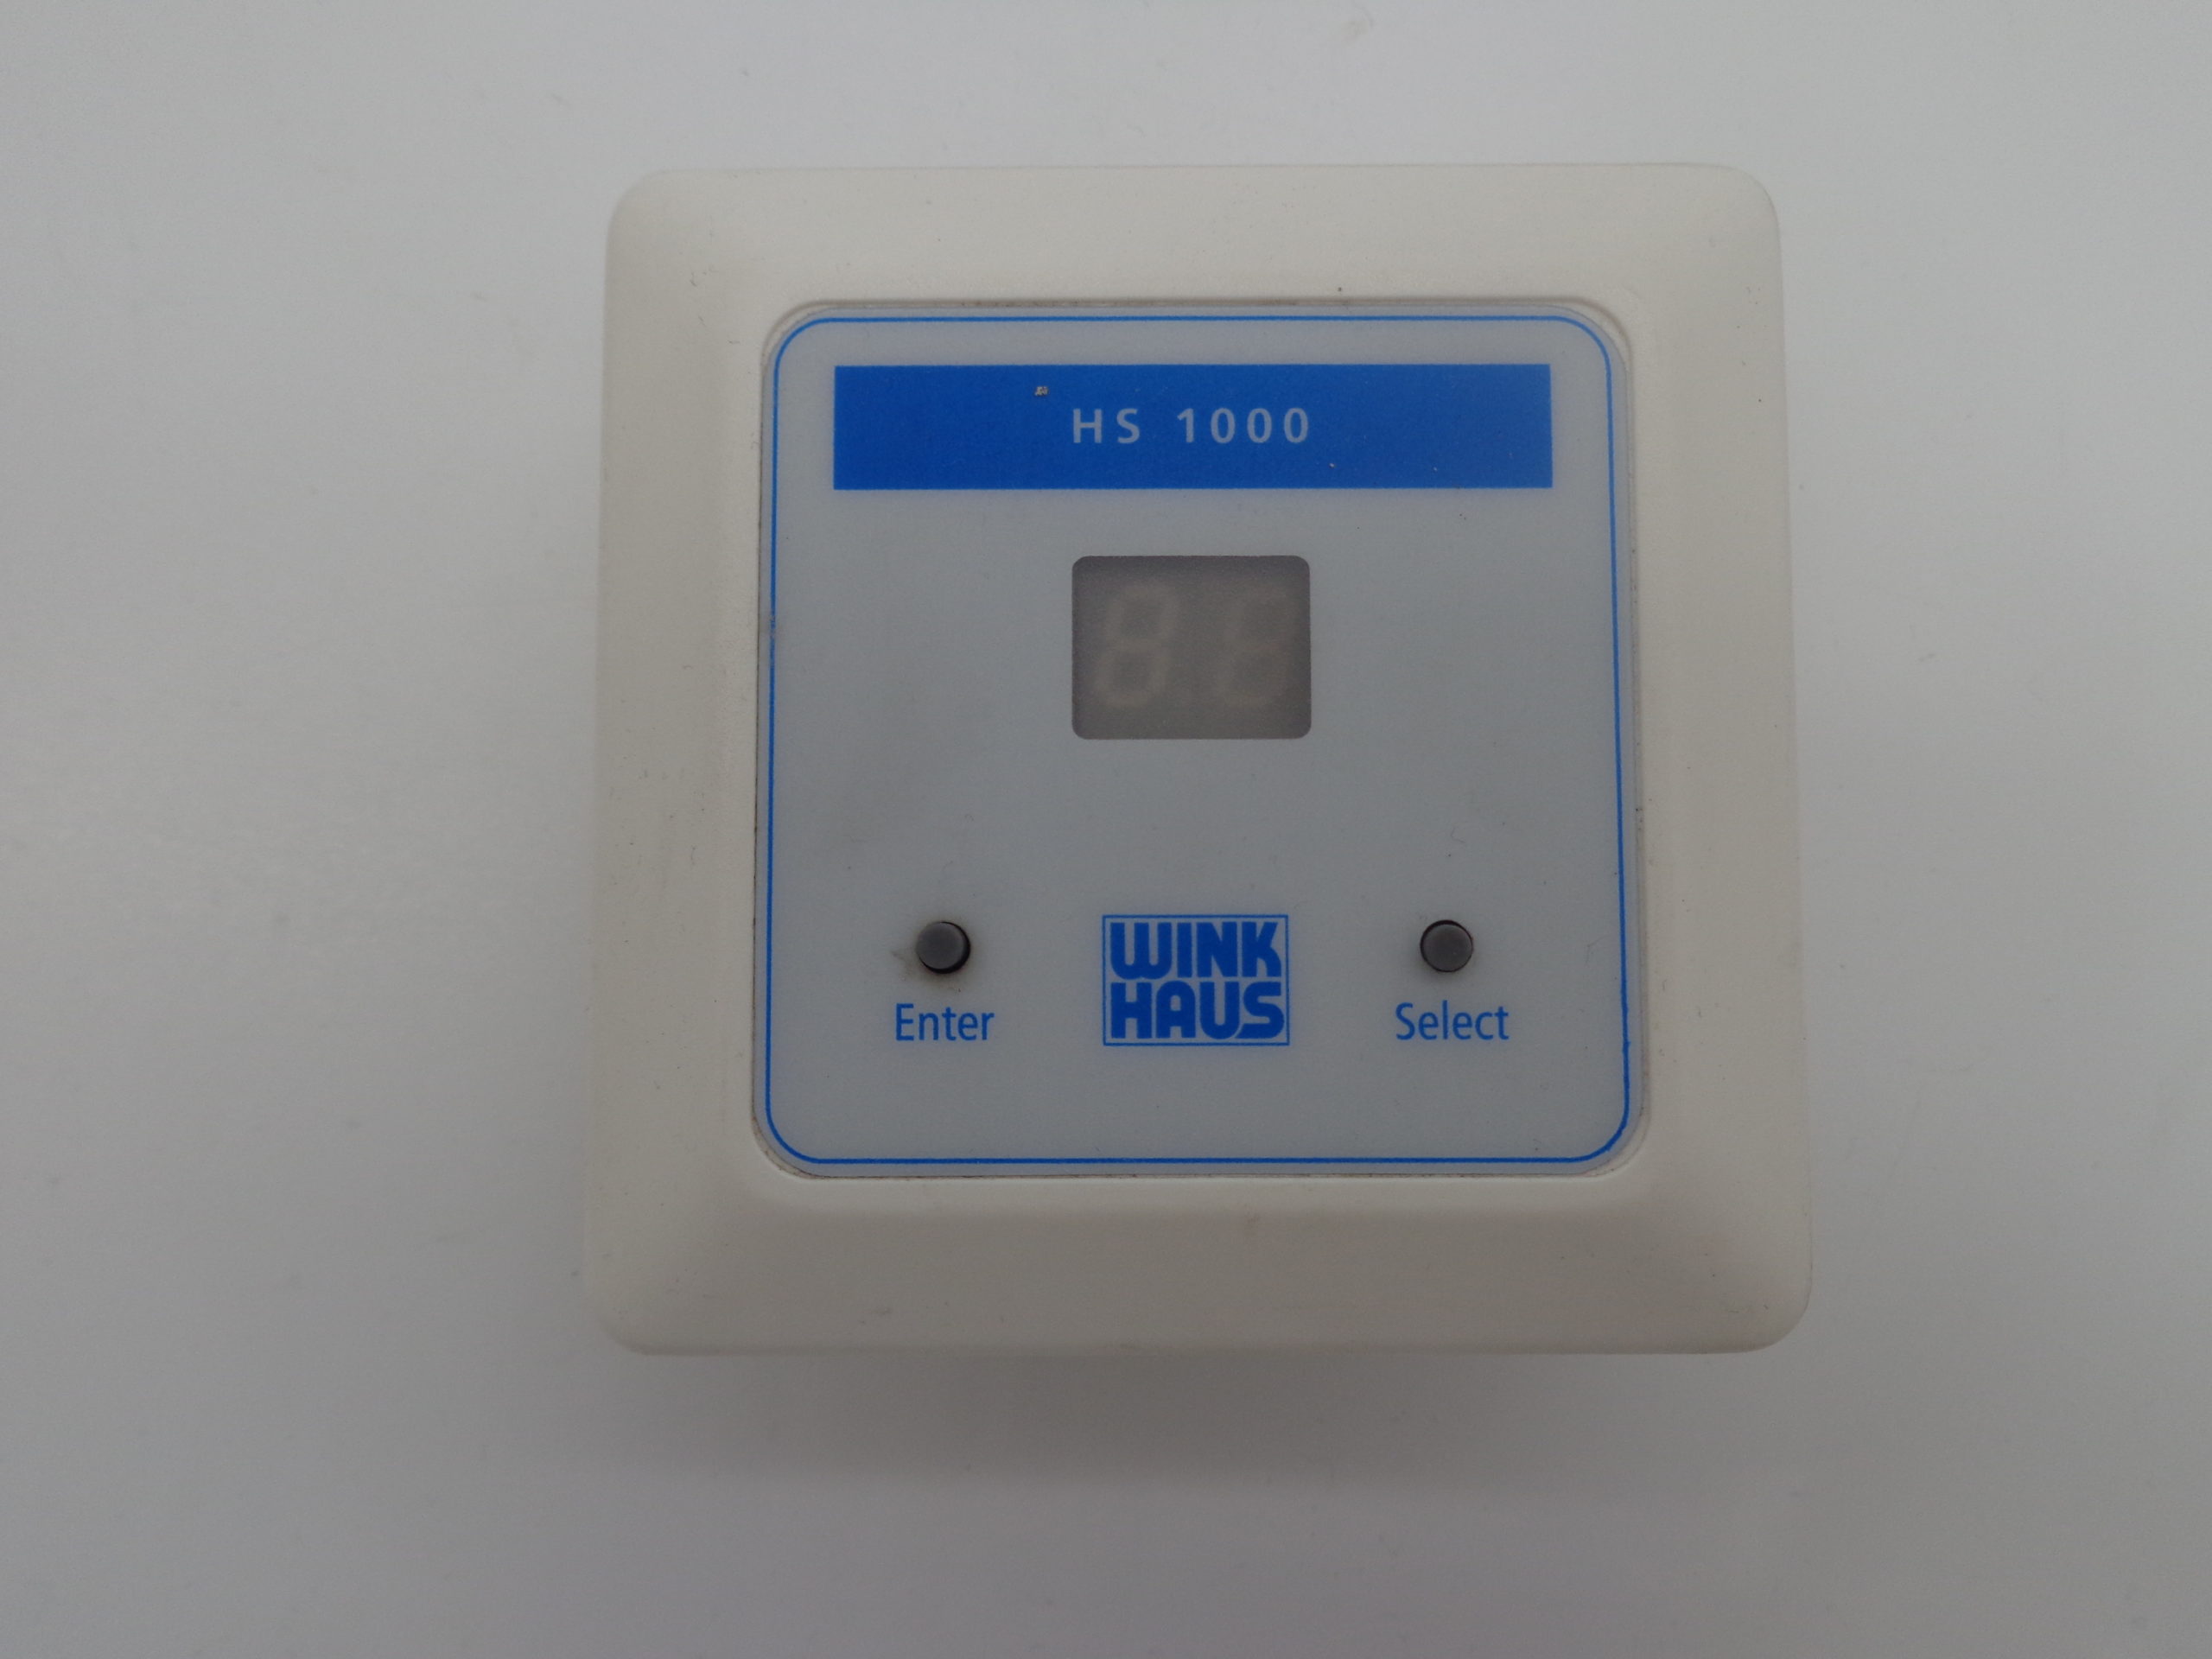 HS 1000
Enter
WINK
HAUS
Select